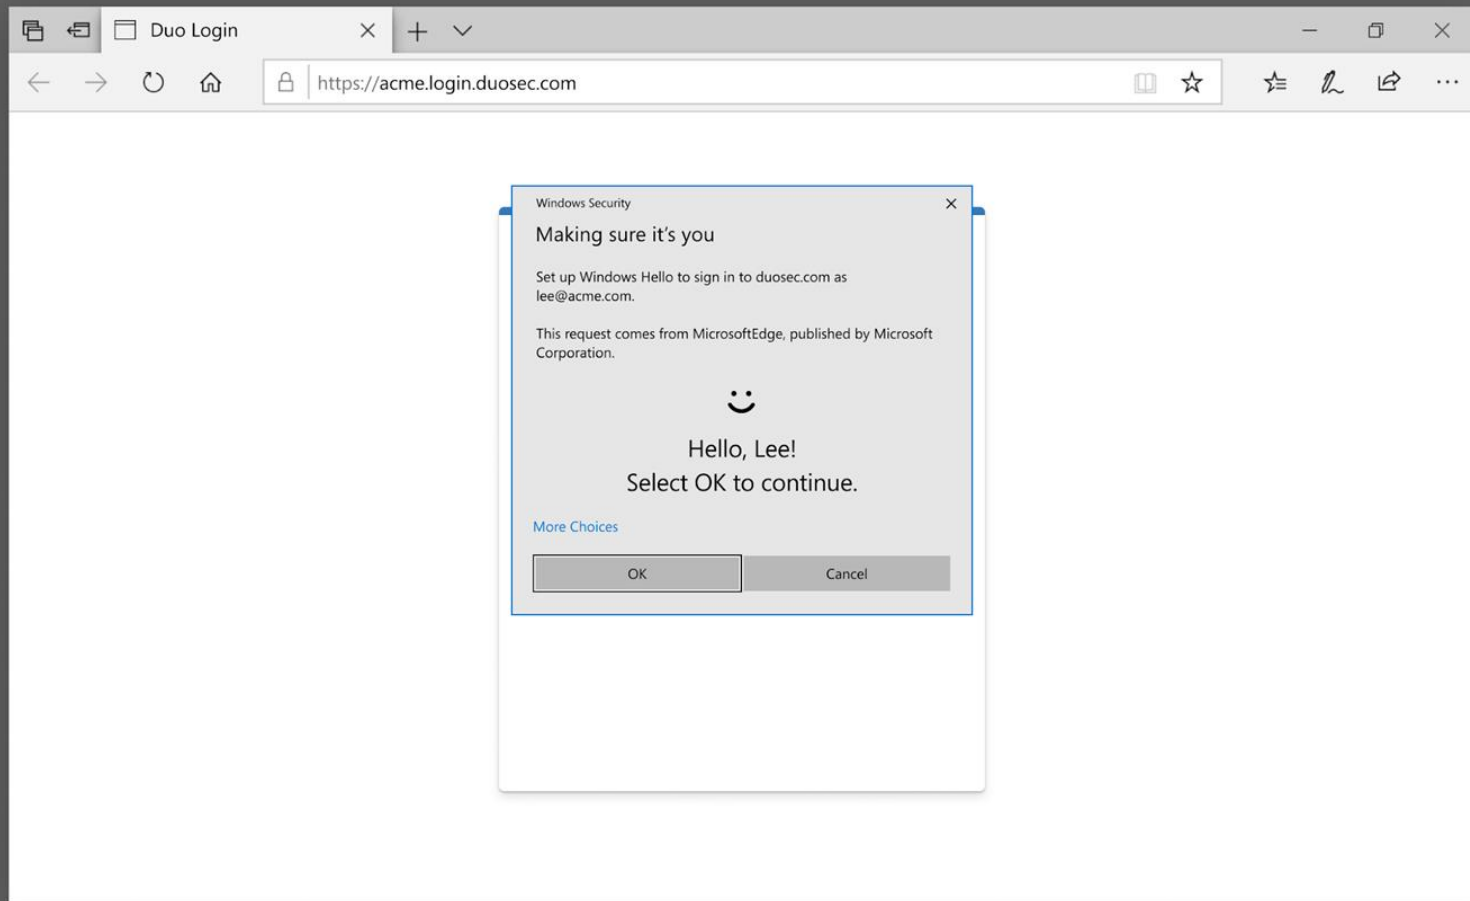 Duo Login
https://acme.login.duosec.com
Windows Security
Making sure it's you
Set up Windows Hello to sign in to duosec.com as
lee@acme.com.
This request comes from MicrosoftEdge, published by Microsoft
Corporation.
Hello, Lee!
Select OK to continue.
More Choices
OK
Cancel